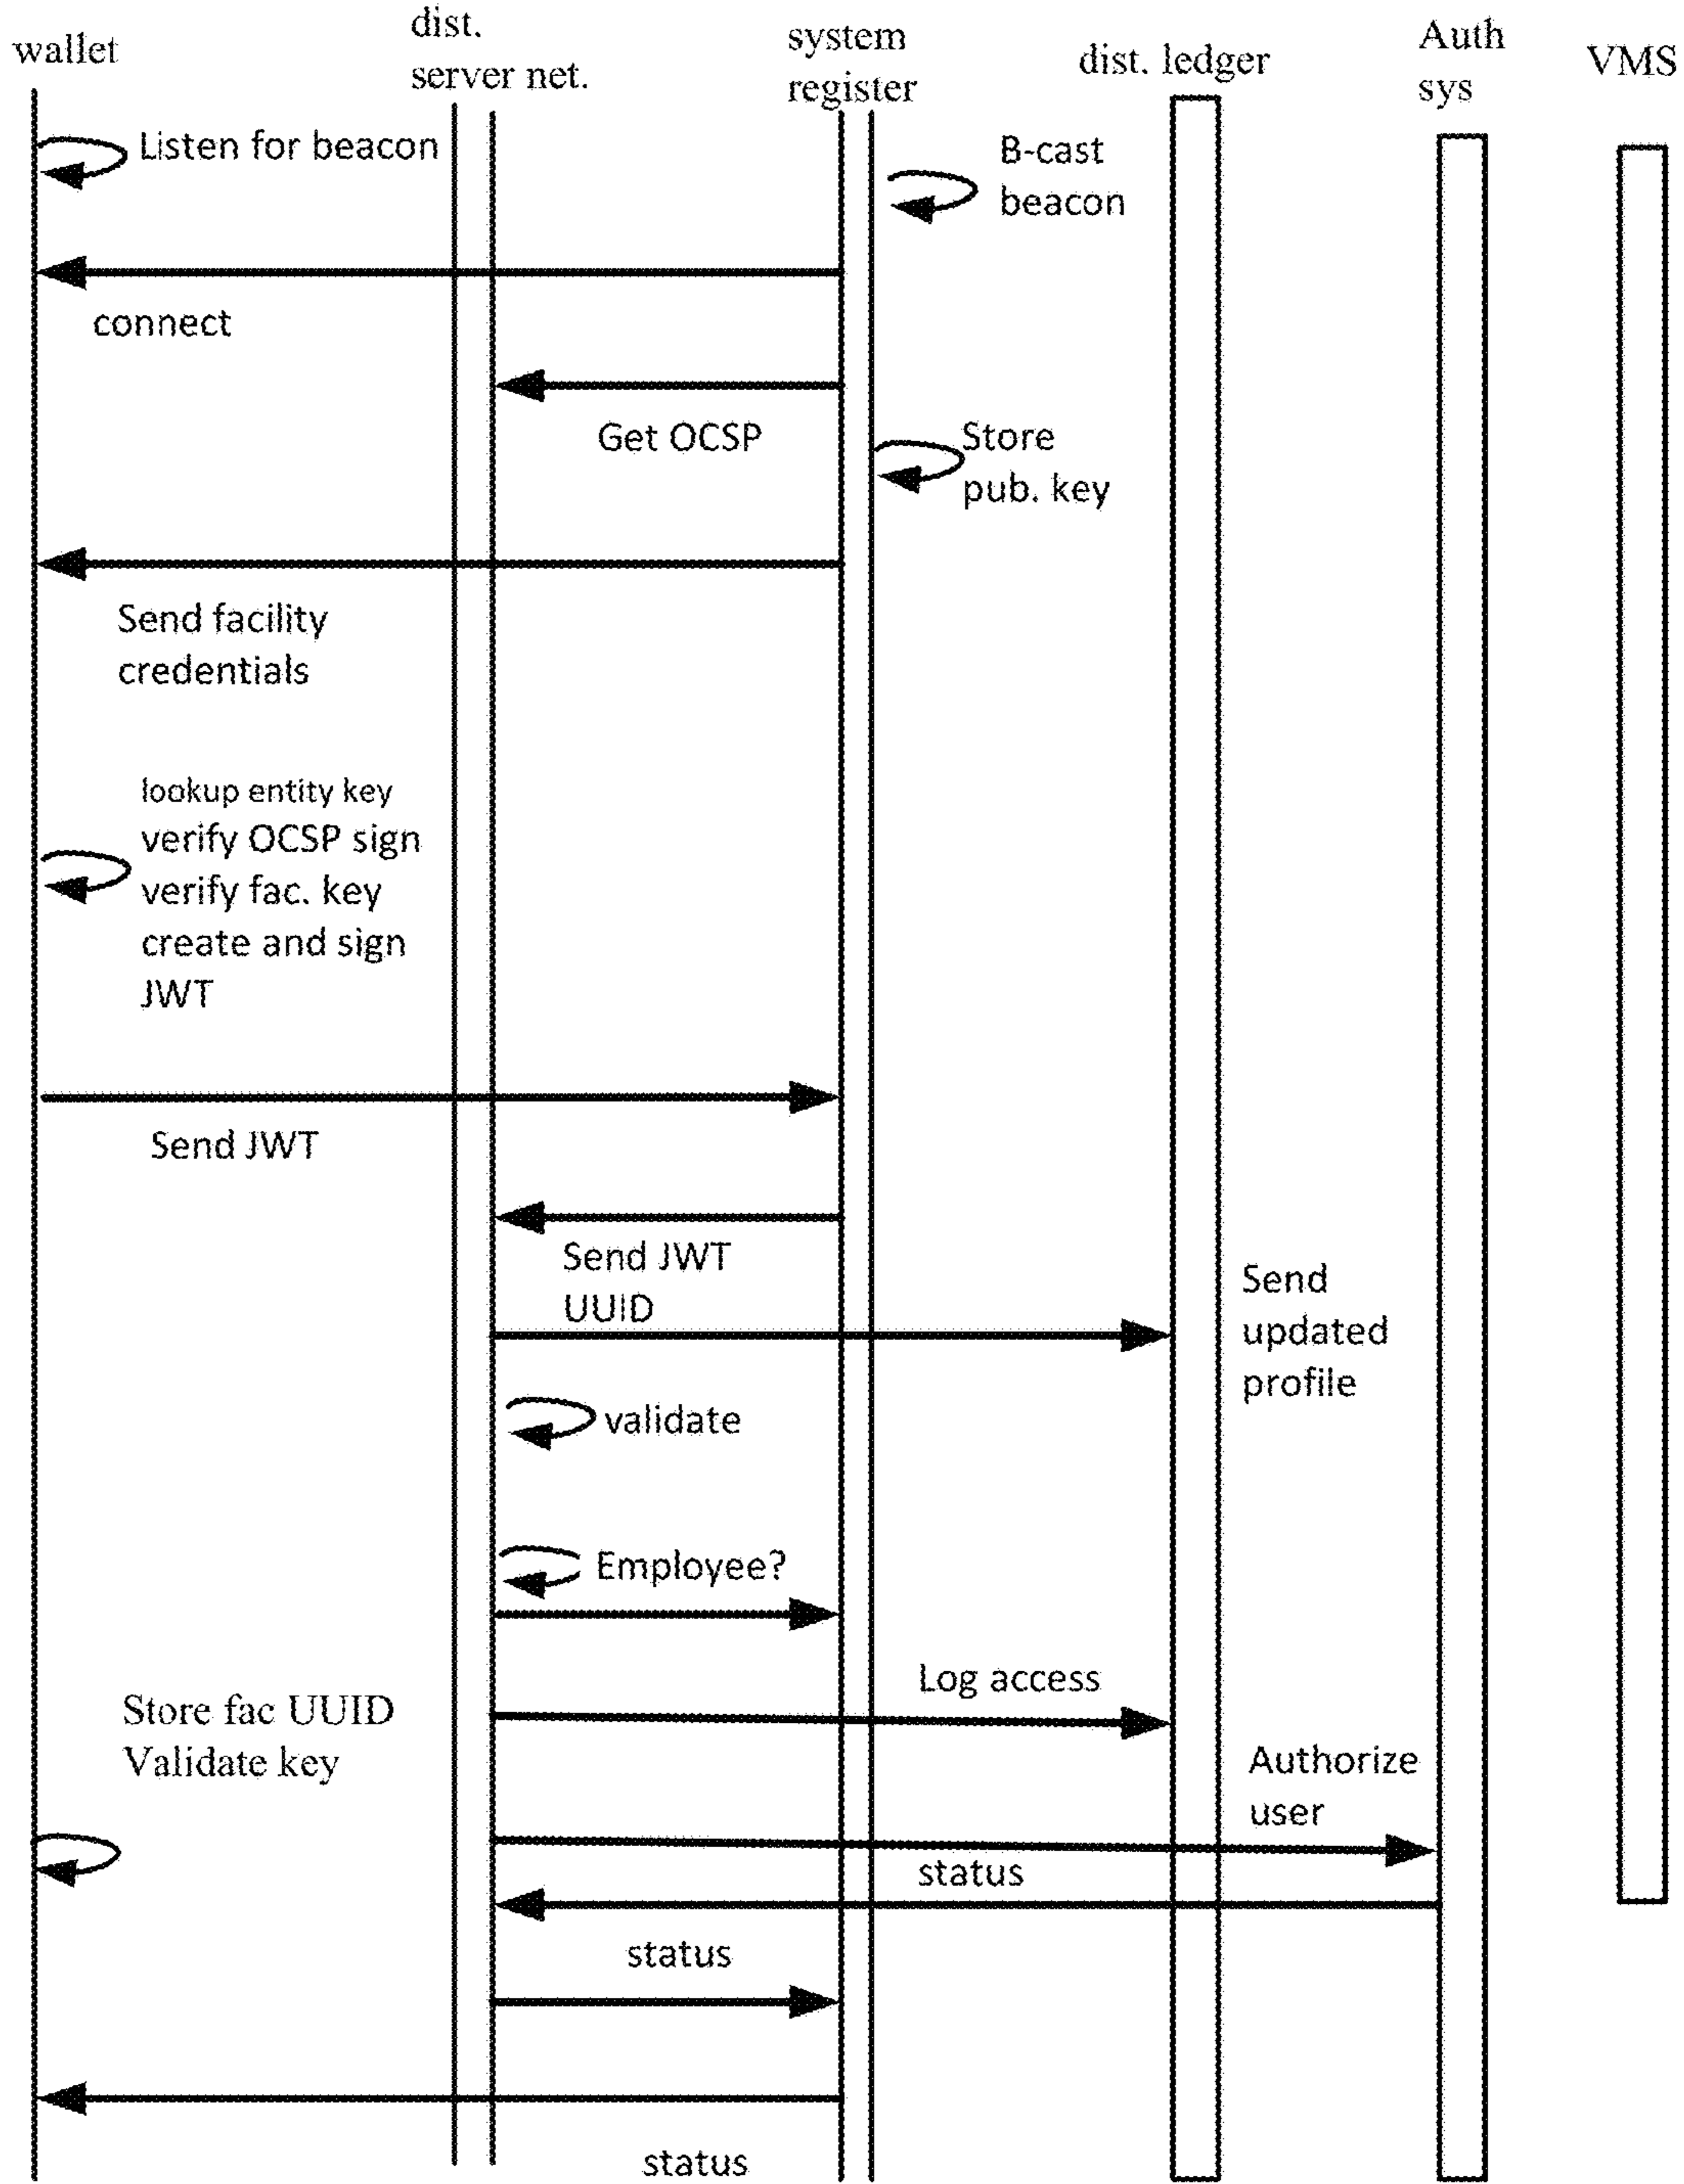 wallet
dist.
server net.
system
register
dist. ledger
Auth
sys
VMS
Listen for beacon
B-cast
beacon
connect
Get OCSP
Store
pub. key
Send facility
credentials
lookup entity key
verify OCSP sign
verify fac. key
create and sign
JWT
Send JWT
Send JWT
UUID
Send
updated
profile
validate
Employee?
Log access
Store fac UUID
Validate key
Authorize
user
status
status
status